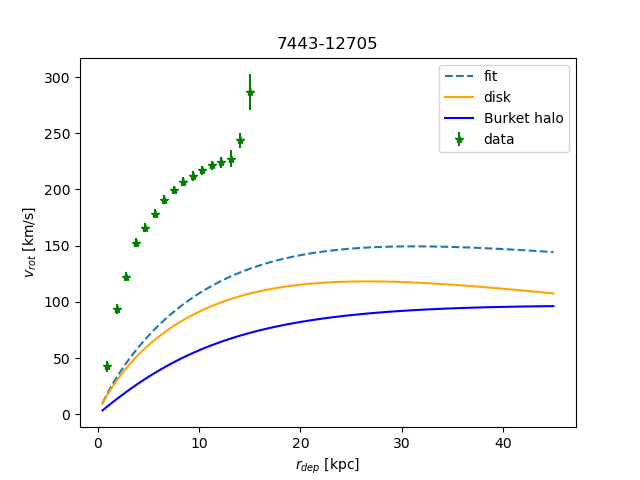 7443-12705
300
250
200
150
100
50
0
v_rot [km/s]
fit
disk
Burket halo
data
0 10 20 30 40
r_dep [kpc]